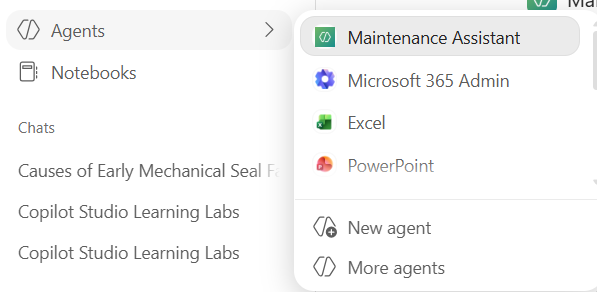 Agents
Notebooks
Chats
Causes of Early Mechanical Seal
Copilot Studio Learning Labs
Copilot Studio Learning Labs
Maintenance Assistant
Microsoft 365 Admin
Excel
PowerPoint
New agent
More agents